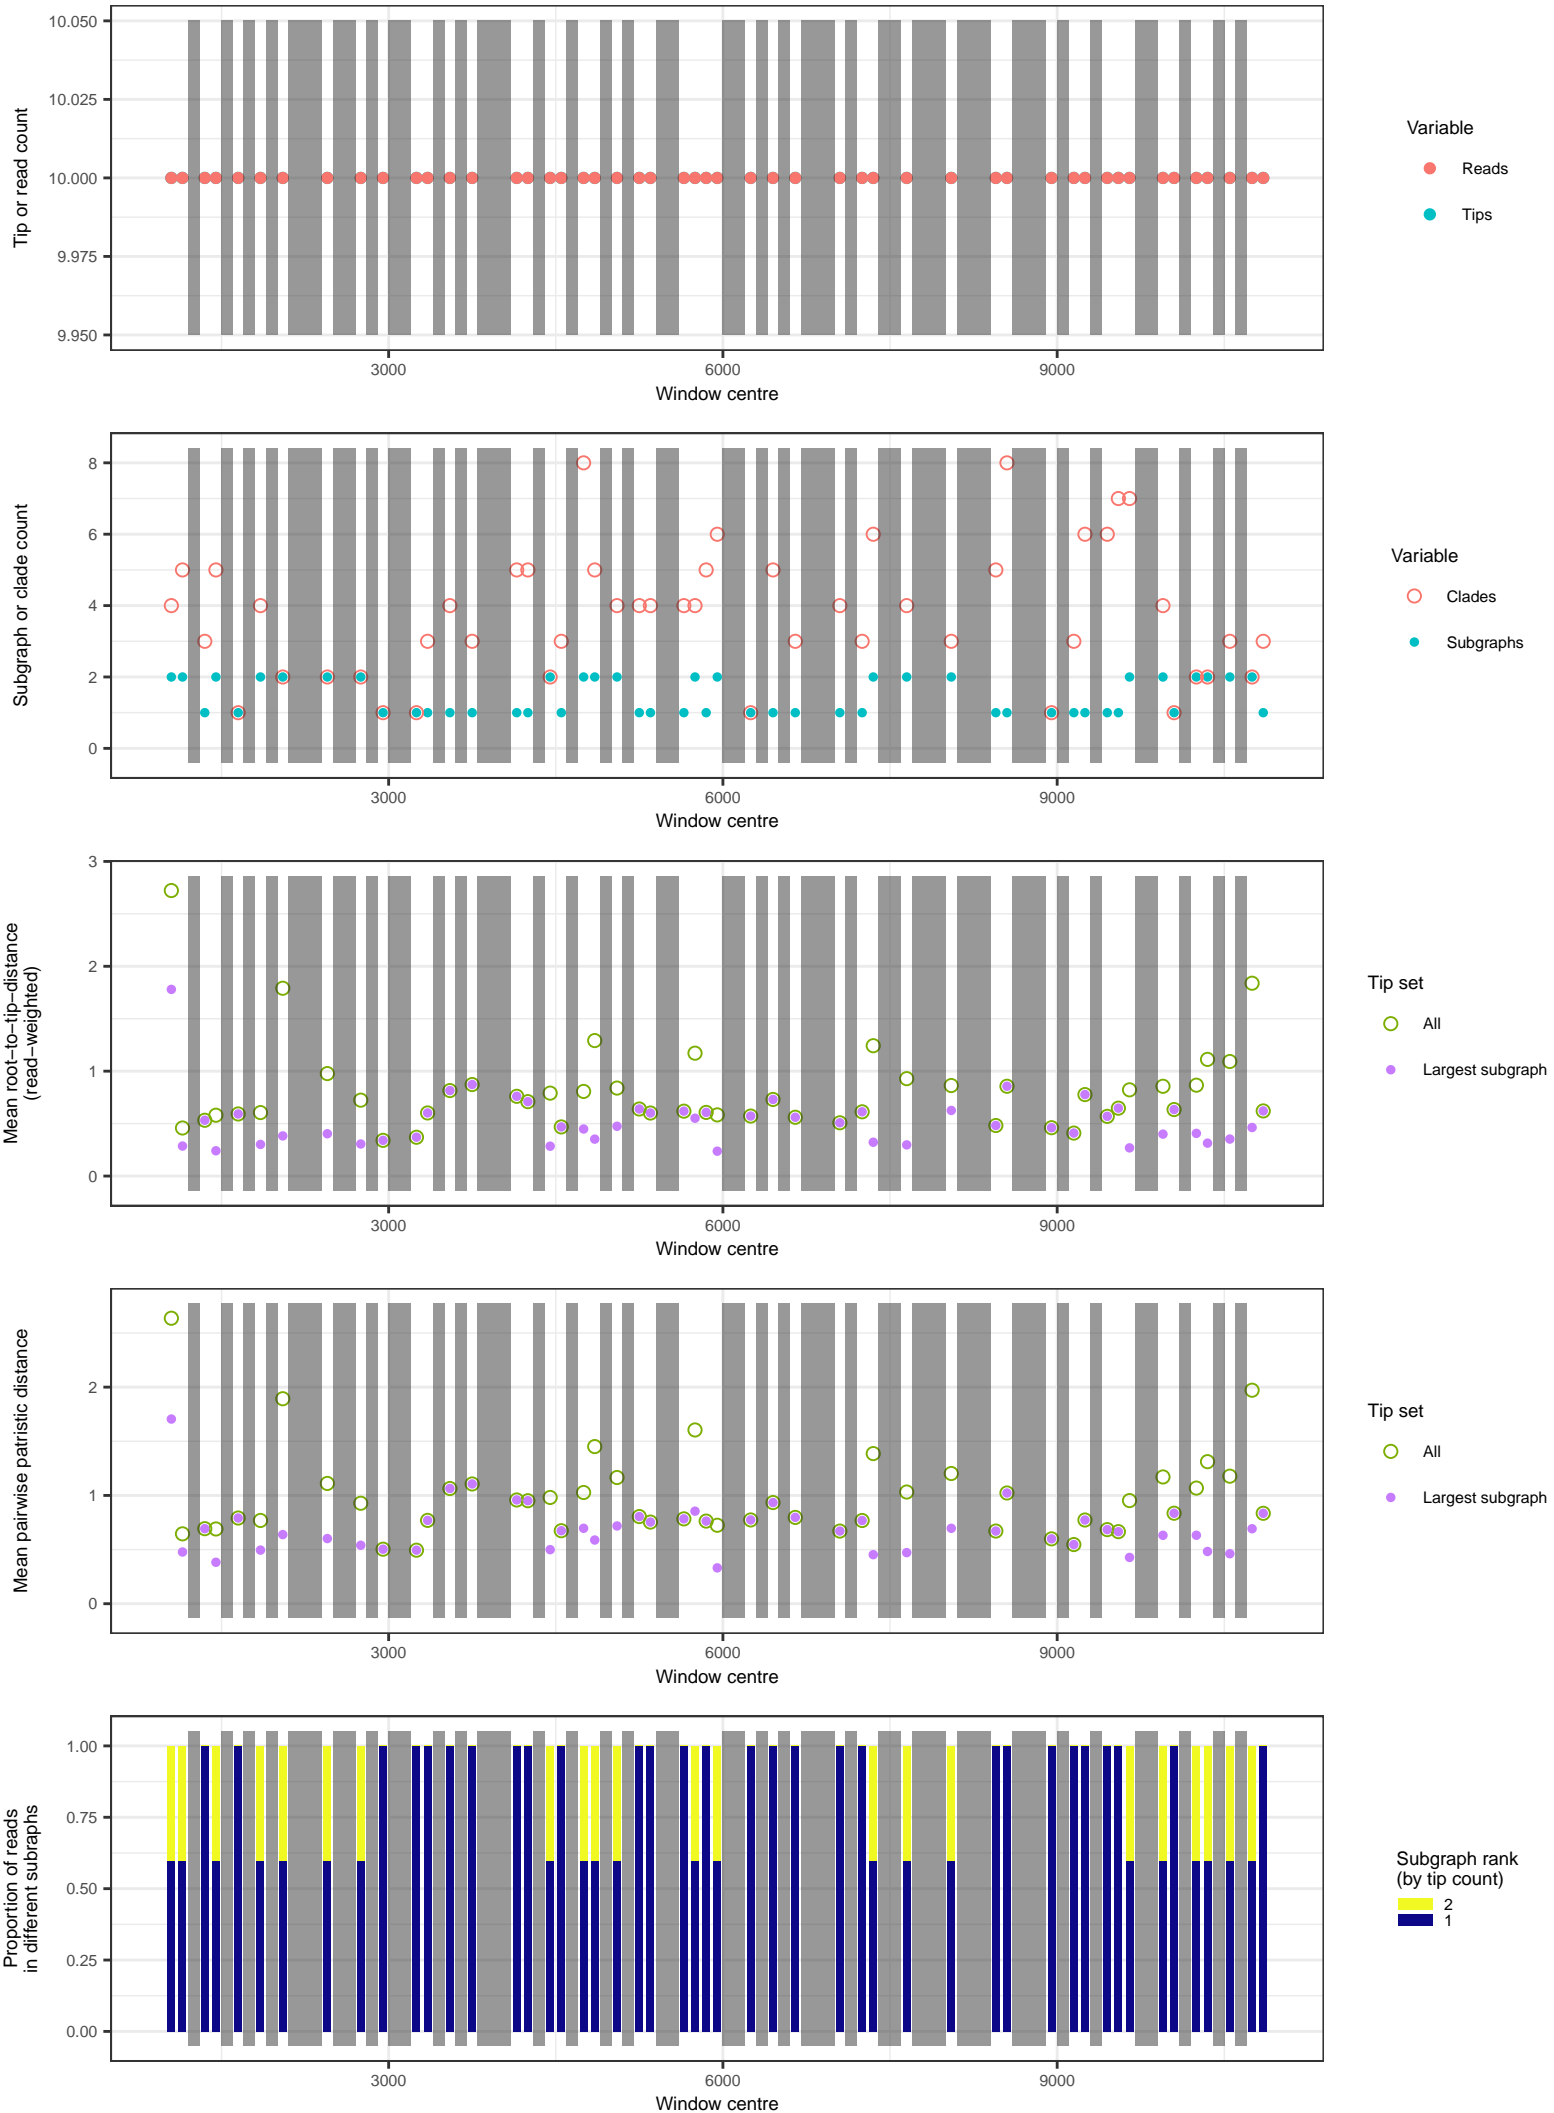 10.050
10.025
10.000
9.975
9.950
Tip or read count
3000
6000
9000
Window centre
Variable
Reads
Tips
8
6
4
2
0
Subgraph or clade count
3000
6000
9000
Window centre
Variable
Clades
Subgraphs
3
2
1
0
Mean root−to−tip−distance
(read−weighted)
3000
6000
9000
Window centre
Tip set
All
Largest subgraph
2
1
0
Mean pairwise patristic distance
3000
6000
9000
Window centre
Tip set
All
Largest subgraph
1.00
0.75
0.50
0.25
0.00
Proportion of reads
in different subraphs
3000
6000
9000
Window centre
Subgraph rank
(by tip count)
2
1